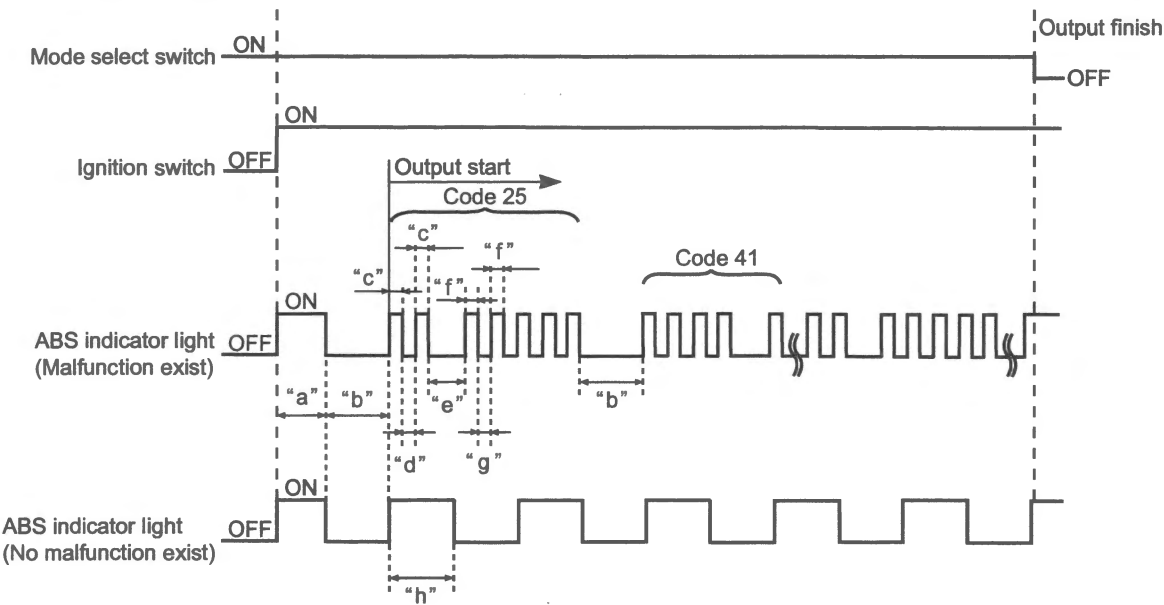 Output finish
ON
Mode select switch
OFF
ON
Ignition switch OFF
Output start
Code 25
"c"
"f"
Code 41
"c"
"f"
ON
ABS indicator light
(Malfunction exist)
OFF
"a"
"b"
"e"
"b"
"d"
"g"
ON
ABS indicator light
(No malfunction exist)
OFF
"h"